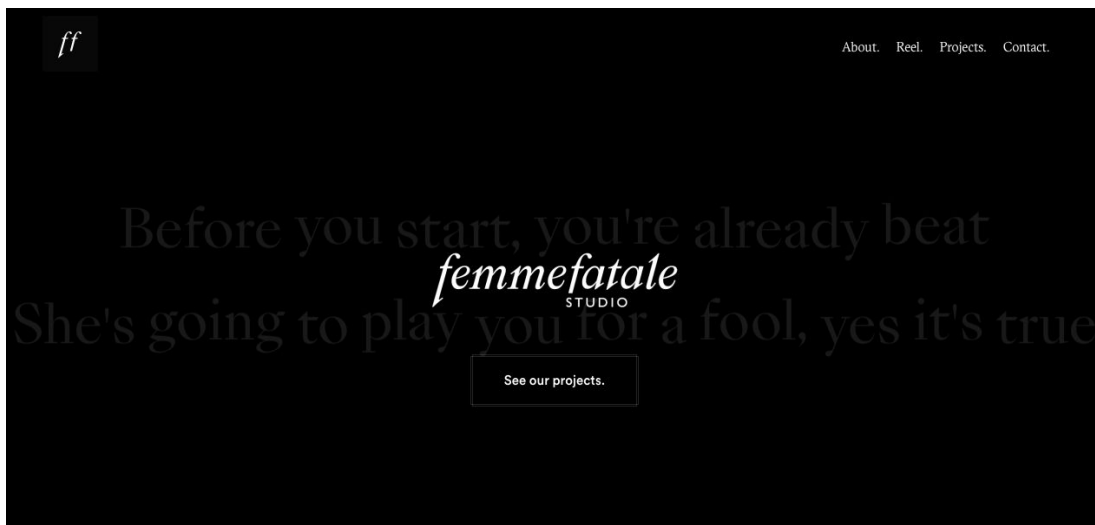 ff
About. Reel. Projects. Contact.
Before you start, you're already beat
femmefatale
STUDIO
She's going to play you for a fool, yes it's true
See our projects.